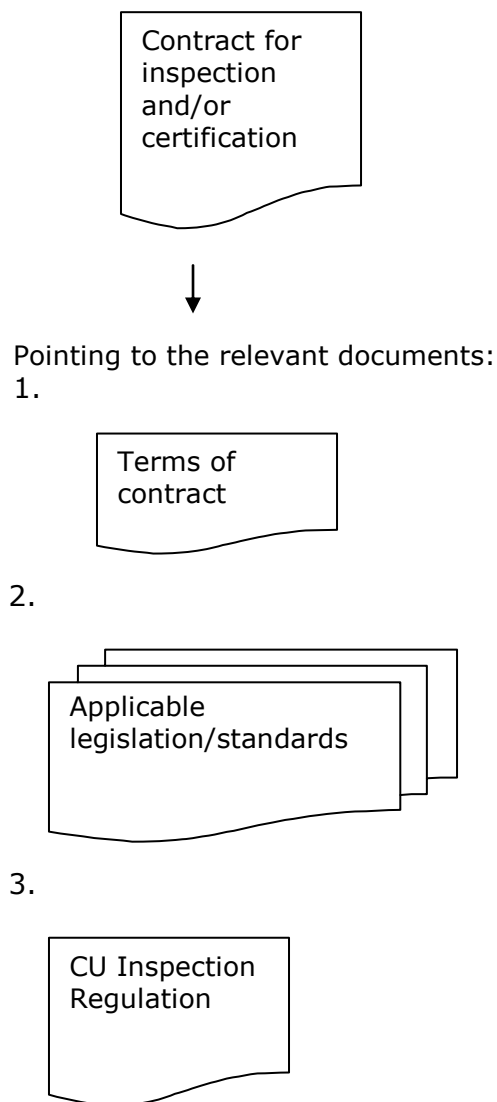 Contract for
inspection
and/or
certification
Pointing to the relevant documents:
1.
Terms of
contract
2.
Applicable
legislation/standards
3.
CU Inspection
Regulation